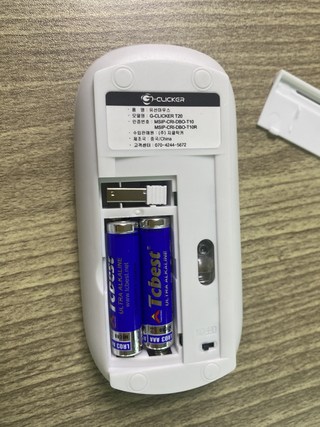 G-CLICKER
· 품 명 : 무선마우스
· 모델명 : G-CLICKER T20
· 인증번호 : MSIP-CRI-DBO-T10
MSIP-CRI-DBO-T10R
· 수입판매원 : (주) 지클릭커
· 제조국 : 중국/China
· 고객센터 : 070-4244-5672
Tcbest
ULTRA ALKALINE
www.tcbest.net
LR03 AAA
Tcbest®
ULTRA ALKALINE
LR03 AAA